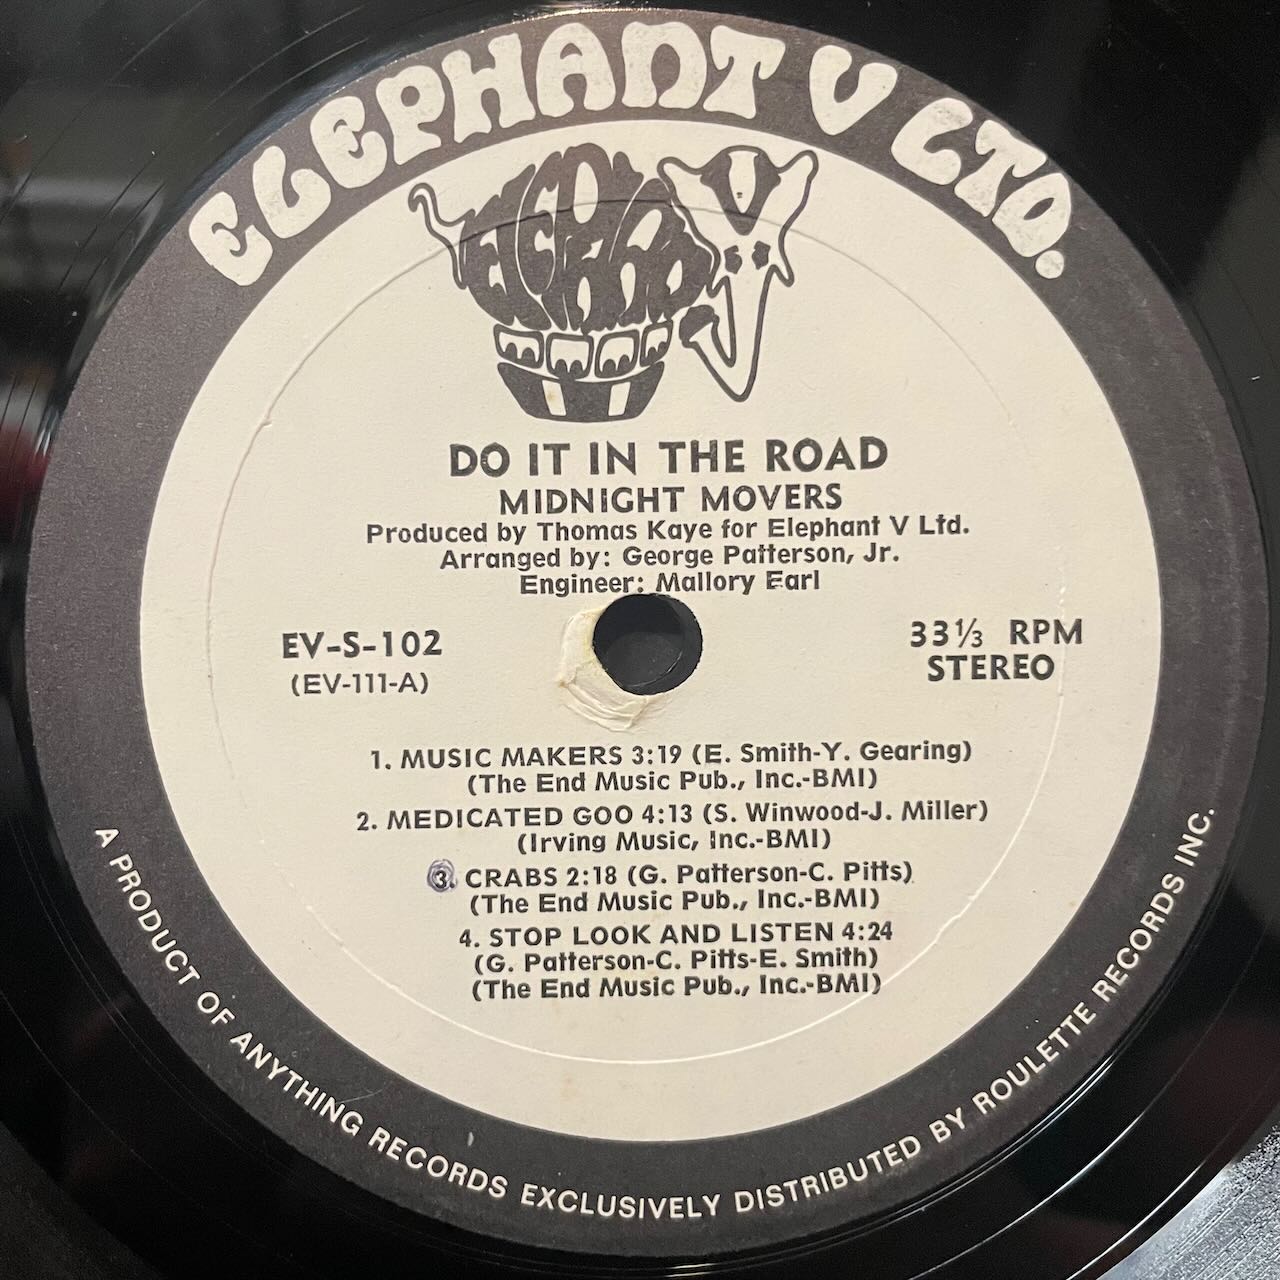 ELEPHANT V LTD.
ELEPHANT V
DO IT IN THE ROAD
MIDNIGHT MOVERS
Produced by Thomas Kaye for Elephant V Ltd.
Arranged by: George Patterson, Jr.
Engineer: Mallory Earl
EV-S-102
(EV-111-A)
33⅓ RPM
STEREO
1. MUSIC MAKERS 3:19 (E. Smith-Y. Gearing)
(The End Music Pub., Inc.-BMI)
2. MEDICATED GOO 4:13 (S. Winwood-J. Miller)
(Irving Music, Inc.-BMI)
3. CRABS 2:18 (G. Patterson-C. Pitts)
(The End Music Pub., Inc.-BMI)
4. STOP LOOK AND LISTEN 4:24
(G. Patterson-C. Pitts-E. Smith)
(The End Music Pub., Inc.-BMI)
A PRODUCT OF ANYTHING RECORDS EXCLUSIVELY DISTRIBUTED BY ROULETTE RECORDS INC.